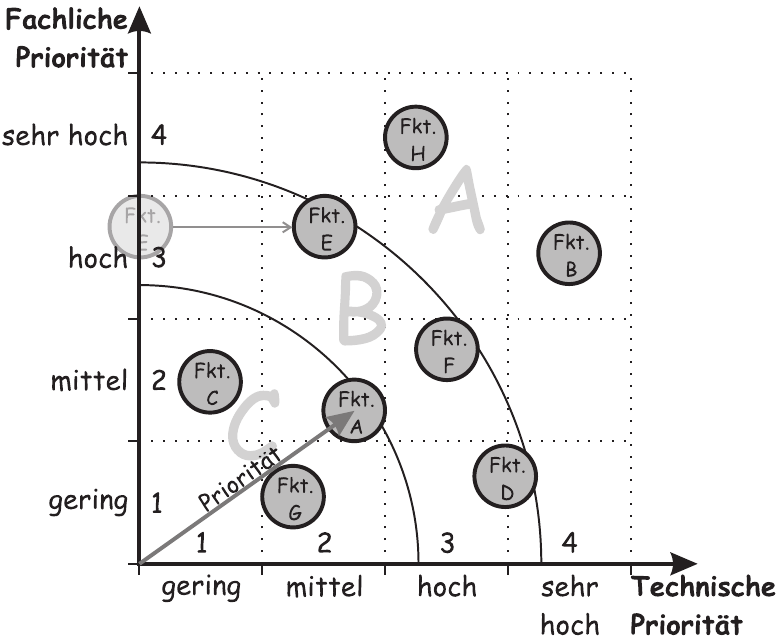 Fachliche
Priorität
sehr hoch 4
Fkt.
H
A
Fkt.
E
Fkt.
E
Fkt.
B
hoch 3
B
Fkt.
F
mittel 2
Fkt.
C
Fkt.
A
C
Priorität
Fkt.
G
Fkt.
D
gering 1
1 2 3 4
gering mittel hoch sehr
hoch
Technische
Priorität